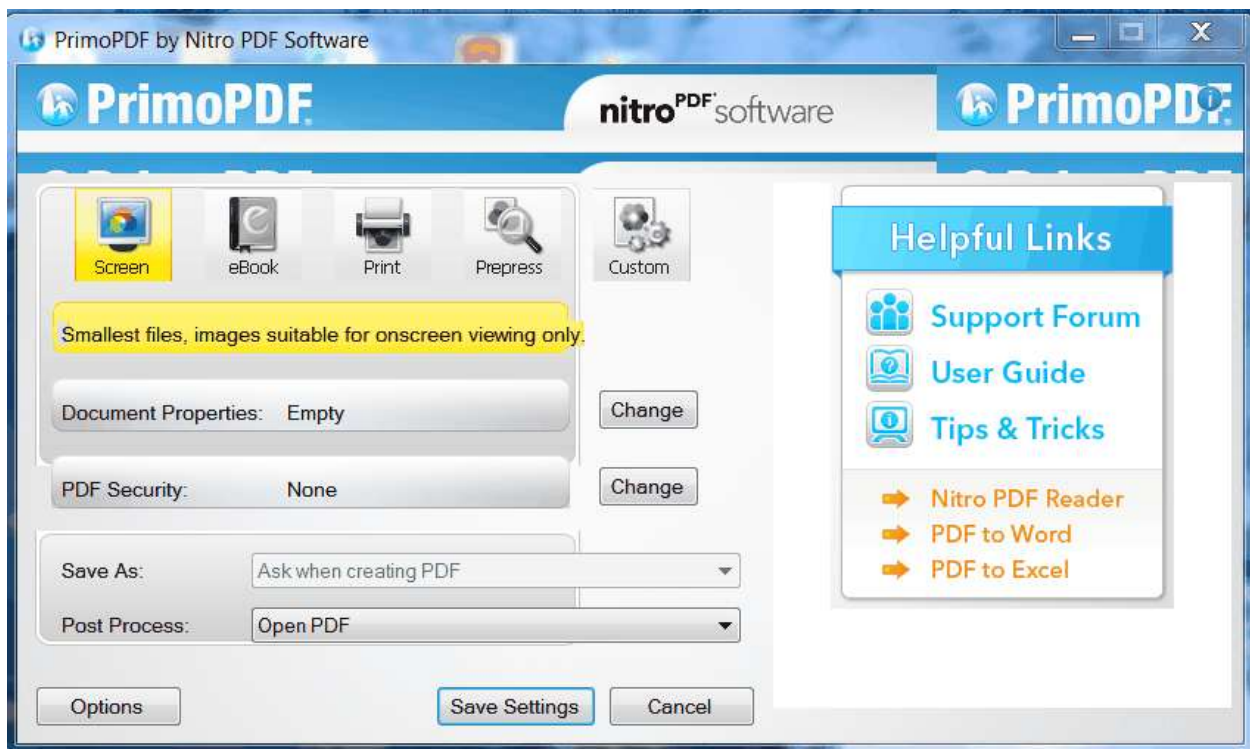 PrimoPDF by Nitro PDF Software
PrimoPDF
nitro PDF software
PrimoPDF
Screen
eBook
Print
Prepress
Custom
Smallest files, images suitable for onscreen viewing only.
Document Properties: Empty
Change
PDF Security: None
Change
Save As: Ask when creating PDF
Post Process: Open PDF
Options
Save Settings
Cancel
Helpful Links
Support Forum
User Guide
Tips & Tricks
Nitro PDF Reader
PDF to Word
PDF to Excel